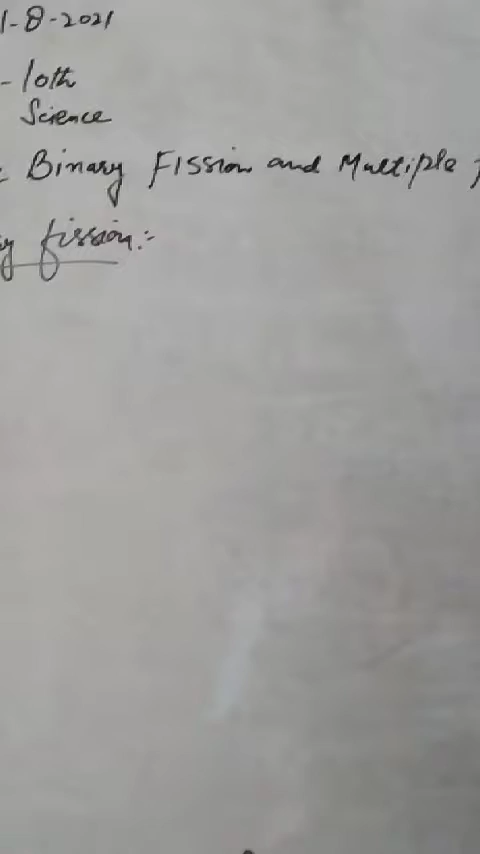 1-8-2021
- 10th
Science
Binary Fission and Multiple
fission:-